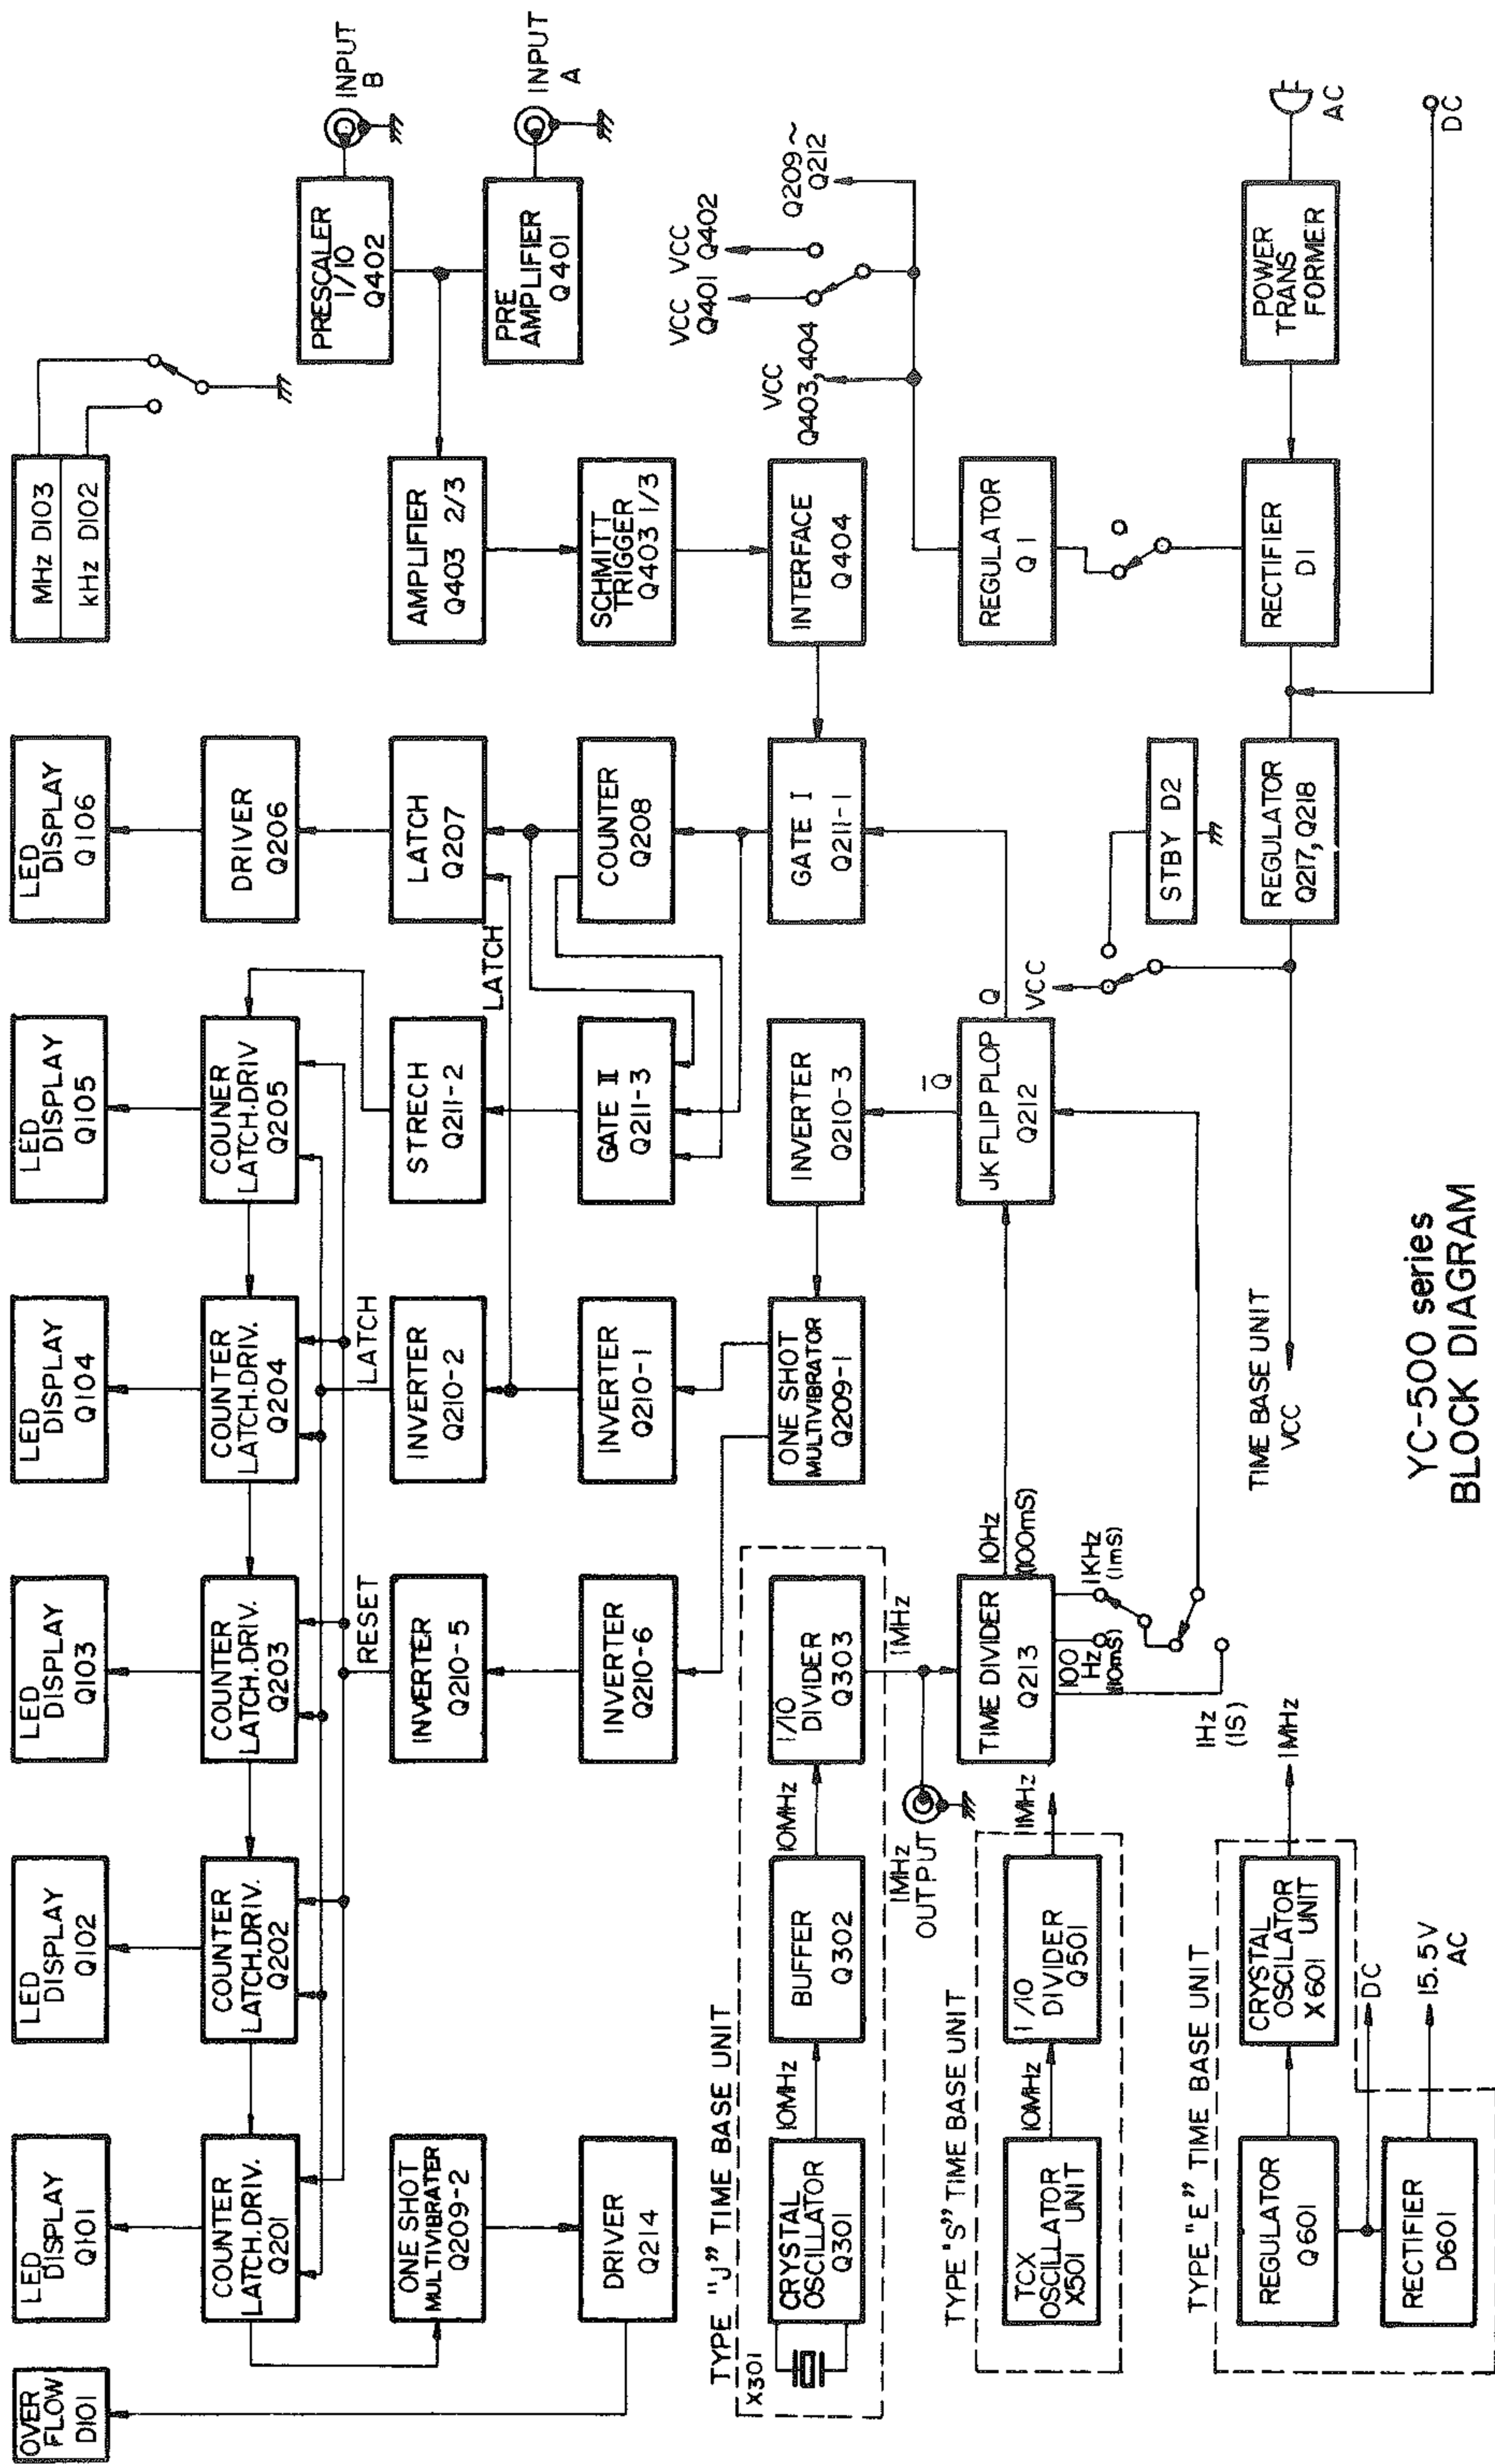 OVER
FLOW
D101
LED
DISPLAY
Q101
LED
DISPLAY
Q102
LED
DISPLAY
Q103
LED
DISPLAY
Q104
LED
DISPLAY
Q105
LED
DISPLAY
Q106
MHz D103
kHz D102
COUNTER
LATCH.DRIV.
Q201
COUNTER
LATCH.DRIV.
Q202
COUNTER
LATCH.DRIV.
Q203
COUNTER
LATCH.DRIV.
Q204
COUNER
LATCH.DRIV
Q205
DRIVER
Q206
PRESCALER
1/10
Q402
INPUT
B
RESET
LATCH
ONE SHOT
MULTIVIBRATER
Q209-2
INVERTER
Q210-5
INVERTER
Q210-2
STRECH
Q211-2
LATCH
Q207
LATCH
AMPLIFIER
Q403 2/3
PRE
AMPLIFIER
Q401
INPUT
A
DRIVER
Q214
INVERTER
Q210-6
INVERTER
Q210-1
GATE II
Q211-3
COUNTER
Q208
SCHMITT
TRIGGER
Q403 1/3
TYPE "J" TIME BASE UNIT
X301
CRYSTAL
OSCILLATOR
Q301
10MHz
BUFFER
Q302
10MHz
1/10
DIVIDER
Q303
ONE SHOT
MULTIVIBRATOR
Q209-1
INVERTER
Q210-3
GATE I
Q211-1
INTERFACE
Q404
VCC
Q403,404
VCC
Q401
VCC
Q402
Q209~
Q212
1MHz
1MHz
OUTPUT
TYPE "S" TIME BASE UNIT
TCX
OSCILLATOR
X501 UNIT
10MHz
1/10
DIVIDER
Q501
1MHz
TIME DIVIDER
Q213
10Hz
(100mS)
1KHz
(1mS)
100
Hz
(10mS)
1Hz
(1S)
JK FLIP PLOP
Q212
Q̅
Q
REGULATOR
Q1
VCC
STBY D2
TYPE "E" TIME BASE UNIT
REGULATOR
Q601
CRYSTAL
OSCILATOR
X601 UNIT
1MHz
RECTIFIER
D601
DC
15.5V
AC
TIME BASE UNIT
VCC
REGULATOR
Q217,Q218
RECTIFIER
D1
POWER
TRANS
FORMER
AC
DC
YC-500 series
BLOCK DIAGRAM